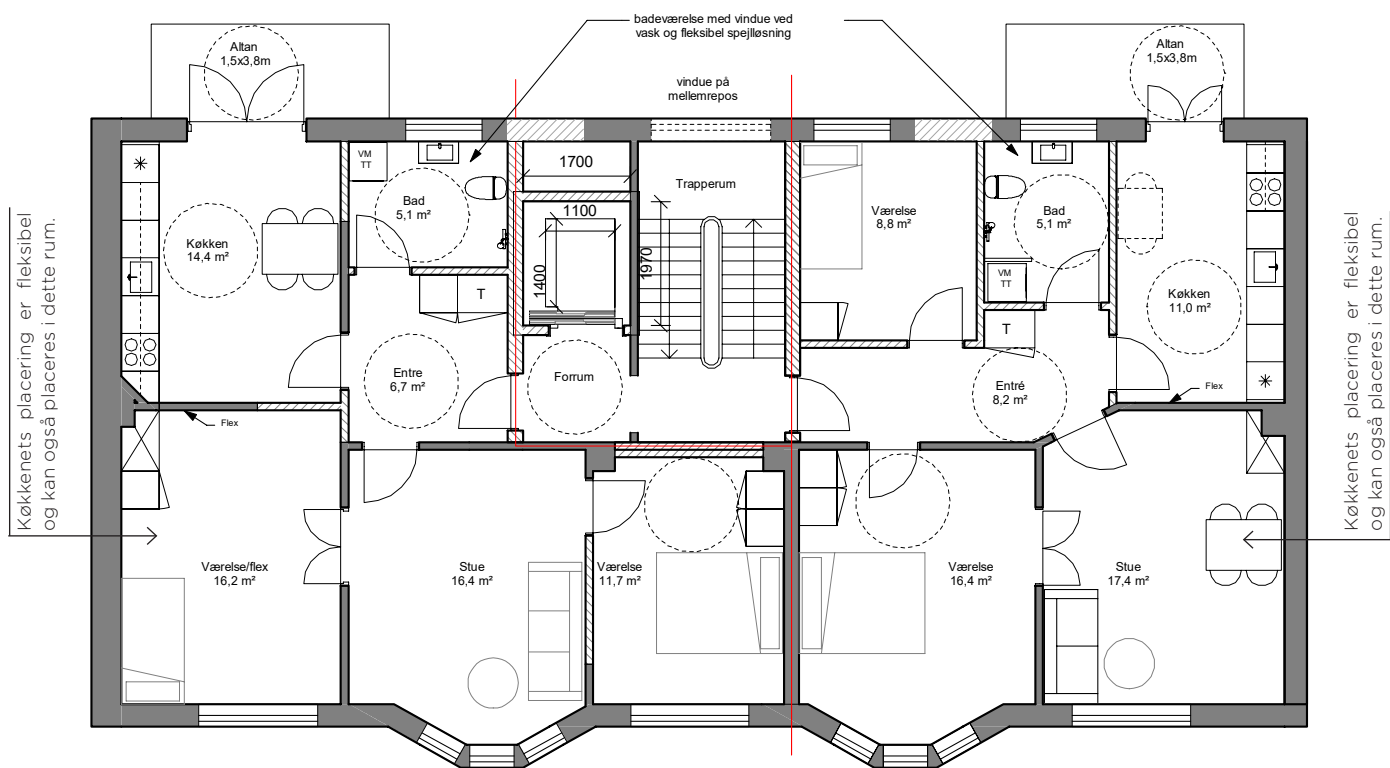 badeværelse med vindue ved
vask og fleksibel spejlløsning
Altan
1,5x3,8m
Altan
1,5x3,8m
vindue på
mellemrepos
VM
TT
1700
Trapperum
Bad
5,1 m²
1100
Værelse
8,8 m²
Bad
5,1 m²
Køkken
14,4 m²
1400
1970
VM
TT
T
Køkken
11,0 m²
T
Entre
6,7 m²
Forrum
Entré
8,2 m²
Flex
Flex
Køkkenets placering er fleksibel
og kan også placeres i dette rum.
Køkkenets placering er fleksibel
og kan også placeres i dette rum.
Værelse/flex
16,2 m²
Stue
16,4 m²
Værelse
11,7 m²
Værelse
16,4 m²
Stue
17,4 m²